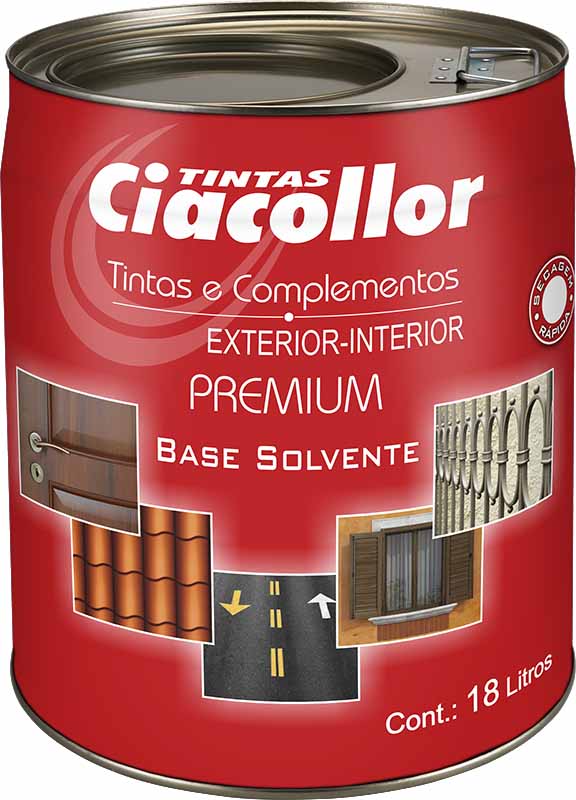 TINTAS
Ciacollor
Tintas e Complementos
EXTERIOR-INTERIOR
PREMIUM
BASE SOLVENTE
SECAGEM
RÁPIDA
Cont.: 18 Litros